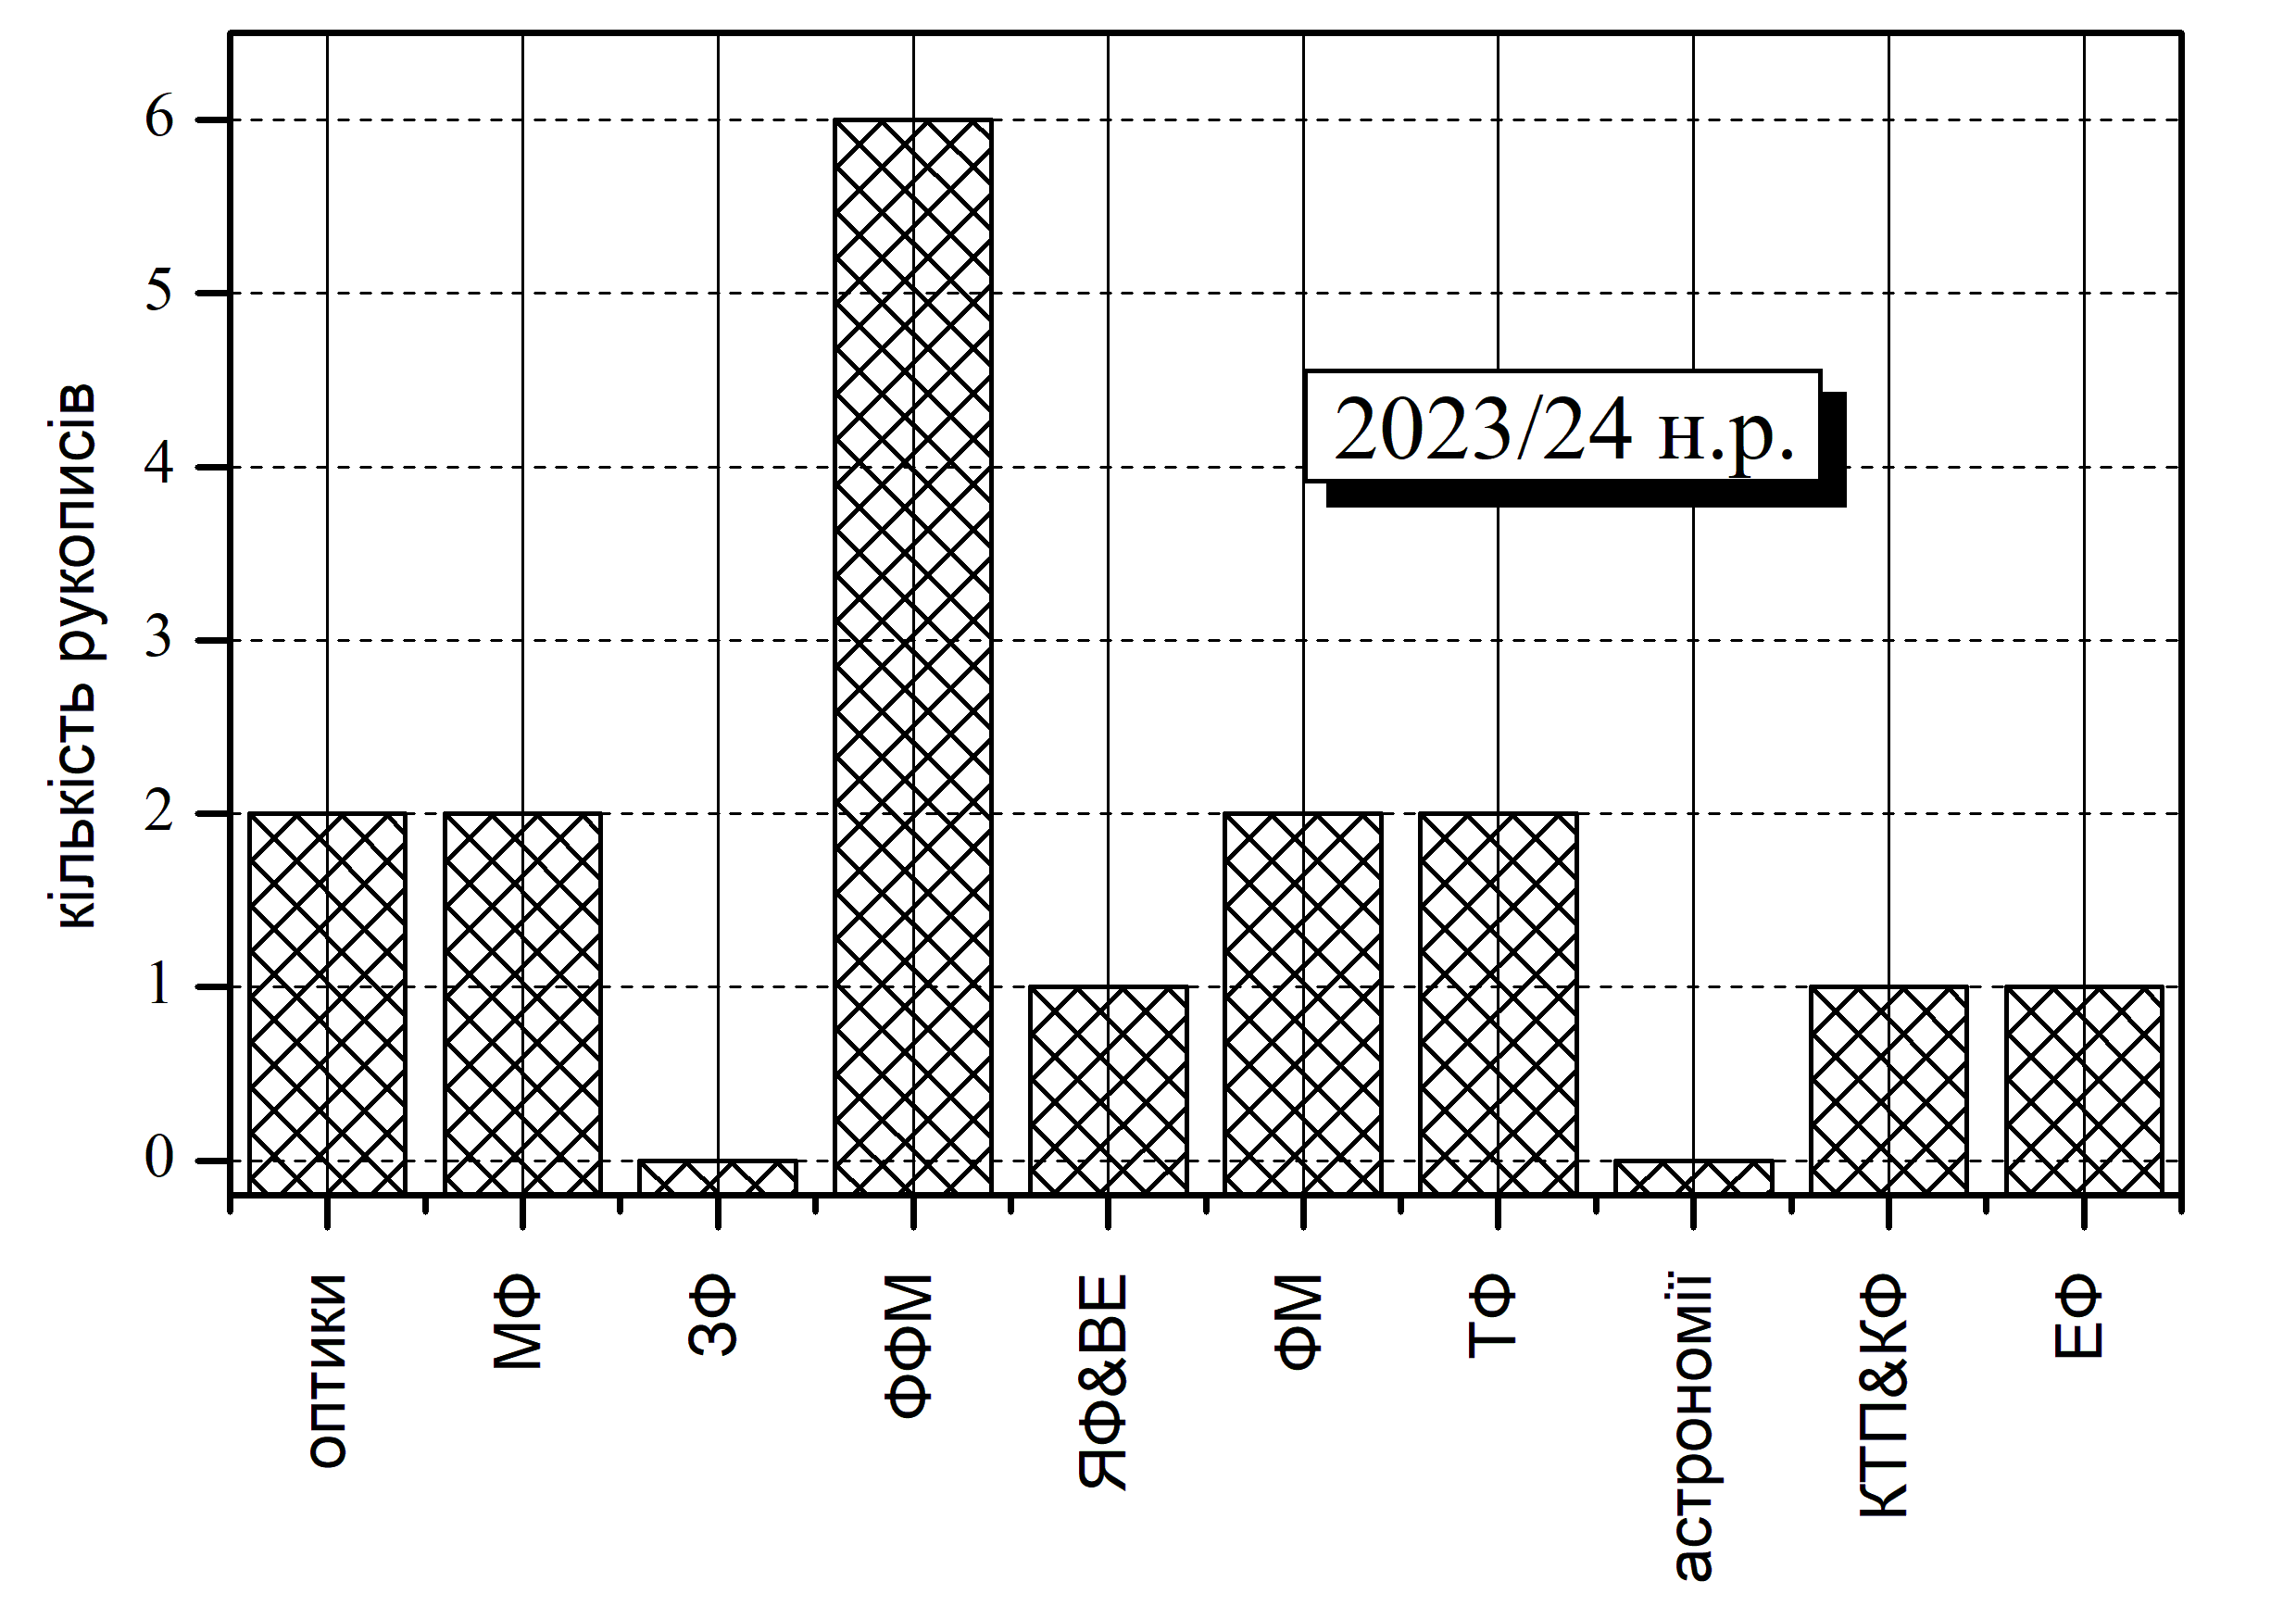 кількість рукописів
6
5
4
3
2
1
0
2023/24 н.р.
оптики
МФ
ЗФ
ФФМ
ЯФ&ВЕ
ФМ
ТФ
астрономії
КТП&КФ
ЕФ